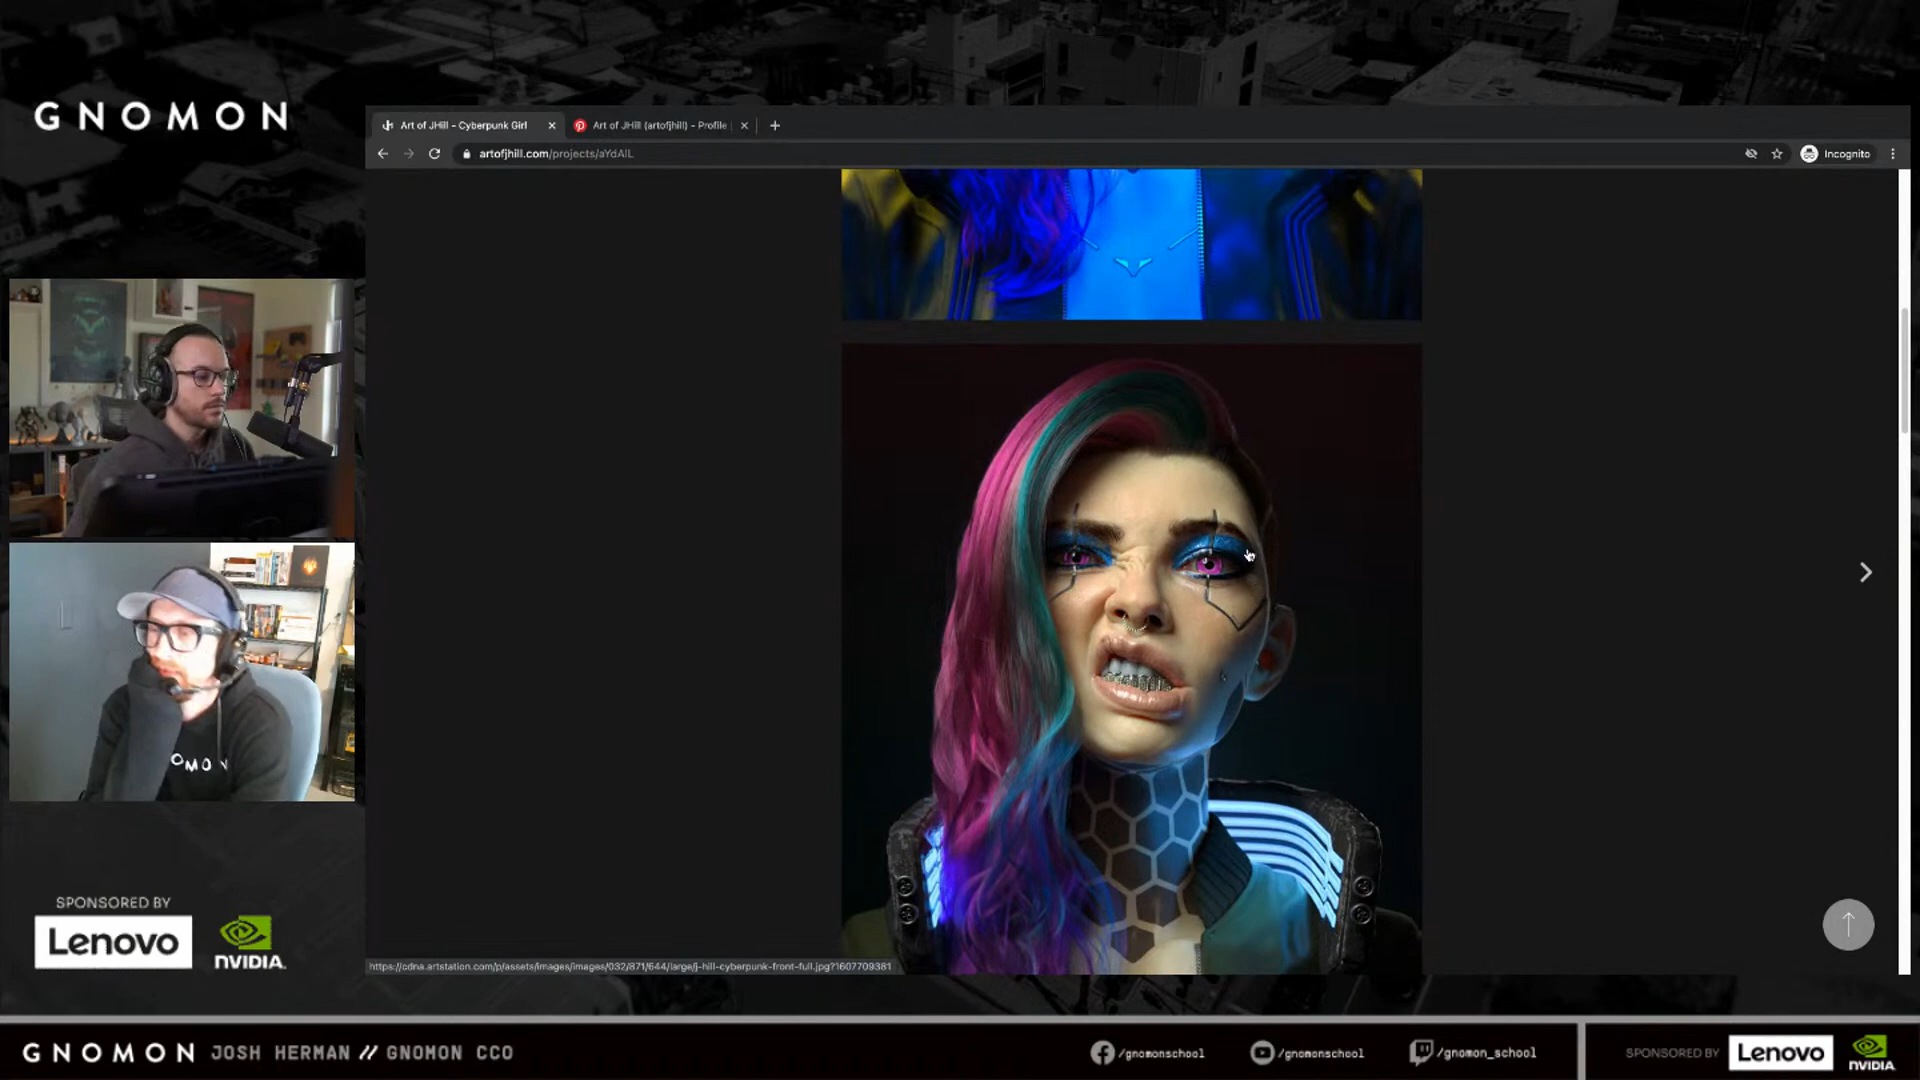 GNOMON
Art of JHill - Cyberpunk Girl
Art of JHill (artofjhill) - Profile
artofjhill.com/projects/aYdAlL
Incognito
OMON
SPONSORED BY
Lenovo
NVIDIA.
https://cdna.artstation.com/p/assets/images/images/032/871/644/large/j-hill-cyberpunk-front-full.jpg?1607709381
GNOMON JOSH HERMAN // GNOMON CCO
/gnomonschool
/gnomonschool
/gnomon_school
SPONSORED BY
Lenovo
NVIDIA